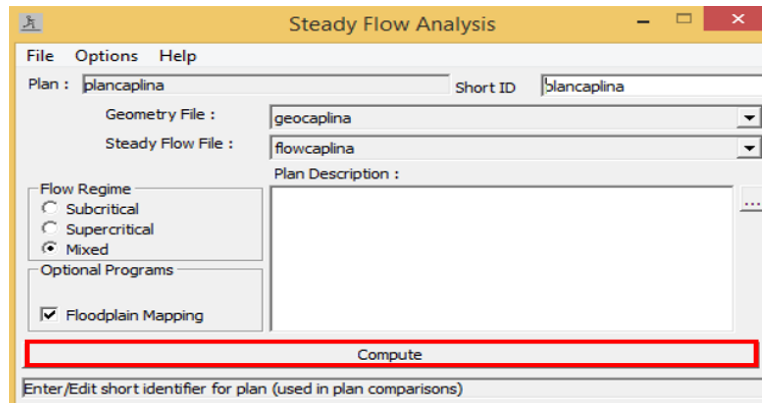 Steady Flow Analysis
File Options Help
Plan : plancaplina Short ID plancaplina
Geometry File : geocaplina
Steady Flow File : flowcaplina
Plan Description :
Flow Regime
Subcritical
Supercritical
Mixed
...
Optional Programs
Floodplain Mapping
Compute
Enter/Edit short identifier for plan (used in plan comparisons)